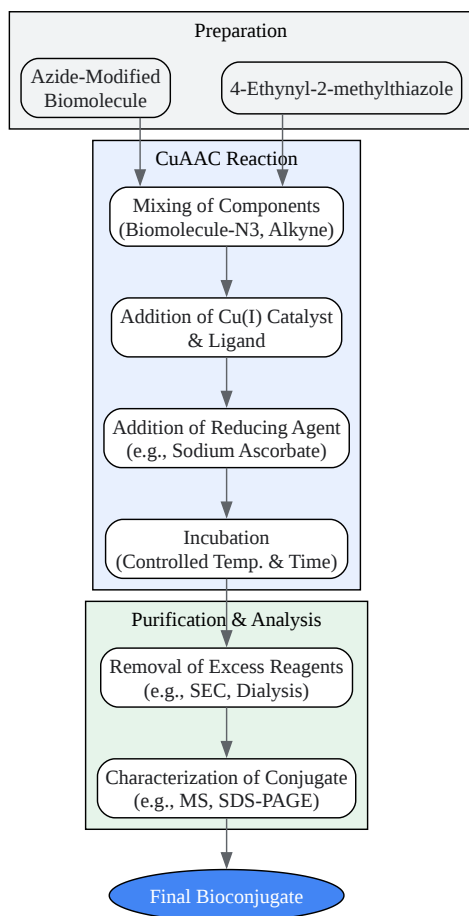 Preparation
Azide-Modified
Biomolecule
4-Ethynyl-2-methylthiazole
CuAAC Reaction
Mixing of Components
(Biomolecule-N3, Alkyne)
Addition of Cu(I) Catalyst
& Ligand
Addition of Reducing Agent
(e.g., Sodium Ascorbate)
Incubation
(Controlled Temp. & Time)
Purification & Analysis
Removal of Excess Reagents
(e.g., SEC, Dialysis)
Characterization of Conjugate
(e.g., MS, SDS-PAGE)
Final Bioconjugate